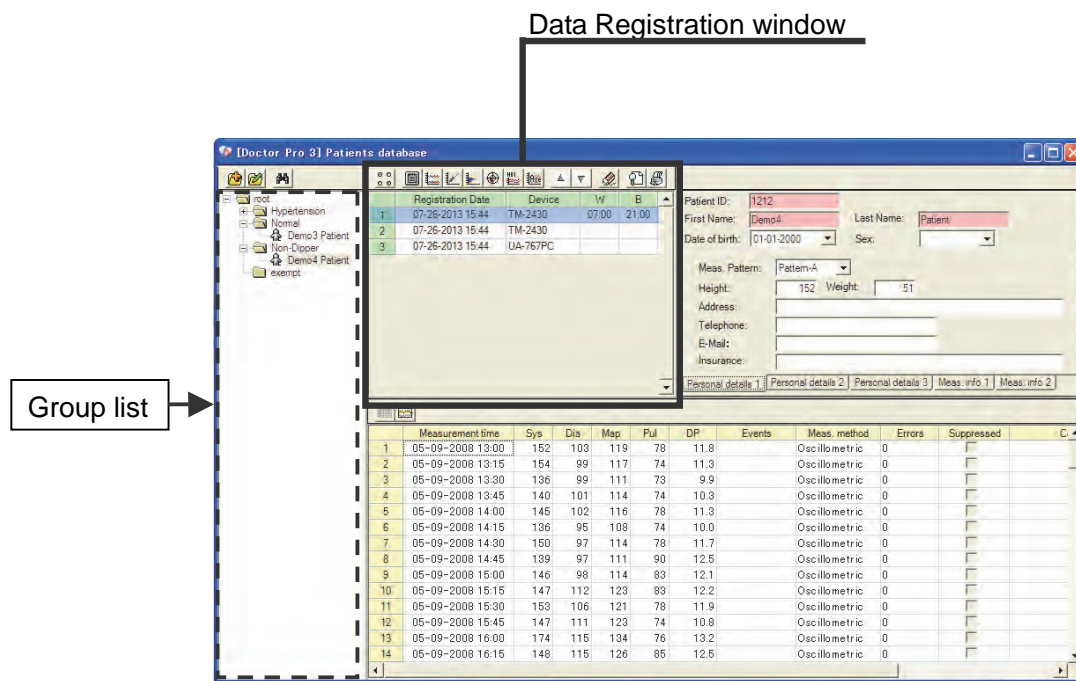 Data Registration window
[Doctor Pro 3] Patients database
root
Hypertension
Normal
Demo3 Patient
Non-Dipper
Demo4 Patient
exempt
Group list
Registration Date Device W B
1 07-26-2013 15:44 TM-2430 07:00 21:00
2 07-26-2013 15:44 TM-2430
3 07-26-2013 15:44 UA-767PC
Patient ID: 1212
First Name: Demo4 Last Name: Patient
Date of birth: 01-01-2000 Sex:
Meas. Pattern: Pattern-A
Height: 152 Weight: 51
Address:
Telephone:
E-Mail:
Insurance:
Personal details 1 Personal details 2 Personal details 3 Meas. info 1 Meas. info 2
Measurement time Sys Dia Map Pul DP Events Meas. method Errors Suppressed C
1 05-09-2008 13:00 152 103 119 78 11.8 Oscillometric 0
2 05-09-2008 13:15 154 99 117 74 11.3 Oscillometric 0
3 05-09-2008 13:30 136 99 111 73 9.9 Oscillometric 0
4 05-09-2008 13:45 140 101 114 74 10.3 Oscillometric 0
5 05-09-2008 14:00 145 102 116 78 11.3 Oscillometric 0
6 05-09-2008 14:15 136 95 108 74 10.0 Oscillometric 0
7 05-09-2008 14:30 150 97 114 78 11.7 Oscillometric 0
8 05-09-2008 14:45 139 97 111 90 12.5 Oscillometric 0
9 05-09-2008 15:00 146 98 114 83 12.1 Oscillometric 0
10 05-09-2008 15:15 147 112 123 83 12.2 Oscillometric 0
11 05-09-2008 15:30 153 106 121 78 11.9 Oscillometric 0
12 05-09-2008 15:45 147 111 123 74 10.8 Oscillometric 0
13 05-09-2008 16:00 174 115 134 76 13.2 Oscillometric 0
14 05-09-2008 16:15 148 115 126 85 12.5 Oscillometric 0